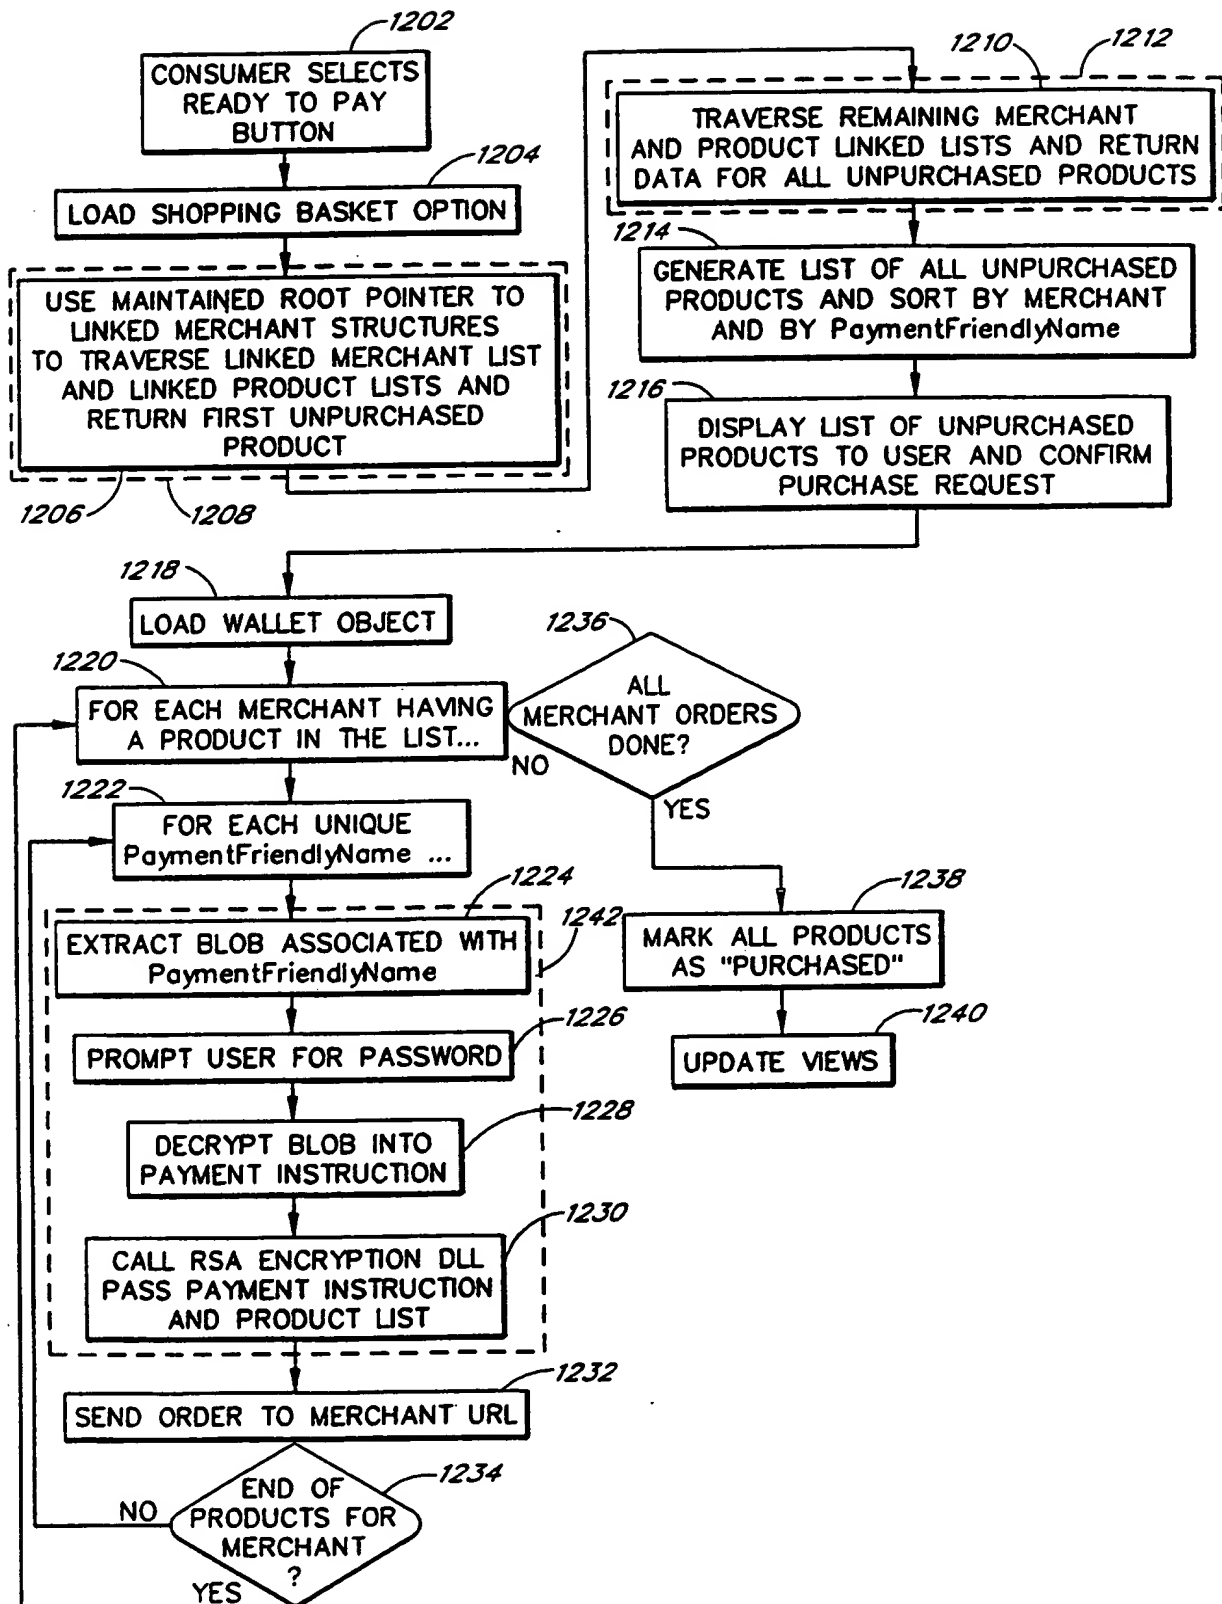 1202
CONSUMER SELECTS
READY TO PAY
BUTTON
1204
LOAD SHOPPING BASKET OPTION
USE MAINTAINED ROOT POINTER TO
LINKED MERCHANT STRUCTURES
TO TRAVERSE LINKED MERCHANT LIST
AND LINKED PRODUCT LISTS AND
RETURN FIRST UNPURCHASED
PRODUCT
1206
1208
1210
1212
TRAVERSE REMAINING MERCHANT
AND PRODUCT LINKED LISTS AND RETURN
DATA FOR ALL UNPURCHASED PRODUCTS
1214
GENERATE LIST OF ALL UNPURCHASED
PRODUCTS AND SORT BY MERCHANT
AND BY PaymentFriendlyName
1216
DISPLAY LIST OF UNPURCHASED
PRODUCTS TO USER AND CONFIRM
PURCHASE REQUEST
1218
LOAD WALLET OBJECT
1220
FOR EACH MERCHANT HAVING
A PRODUCT IN THE LIST...
1236
ALL
MERCHANT ORDERS
DONE?
NO
YES
1222
FOR EACH UNIQUE
PaymentFriendlyName ...
1224
1242
EXTRACT BLOB ASSOCIATED WITH
PaymentFriendlyName
1226
PROMPT USER FOR PASSWORD
1228
DECRYPT BLOB INTO
PAYMENT INSTRUCTION
1230
CALL RSA ENCRYPTION DLL
PASS PAYMENT INSTRUCTION
AND PRODUCT LIST
1232
SEND ORDER TO MERCHANT URL
1234
END OF
PRODUCTS FOR
MERCHANT
?
NO
YES
1238
MARK ALL PRODUCTS
AS "PURCHASED"
1240
UPDATE VIEWS